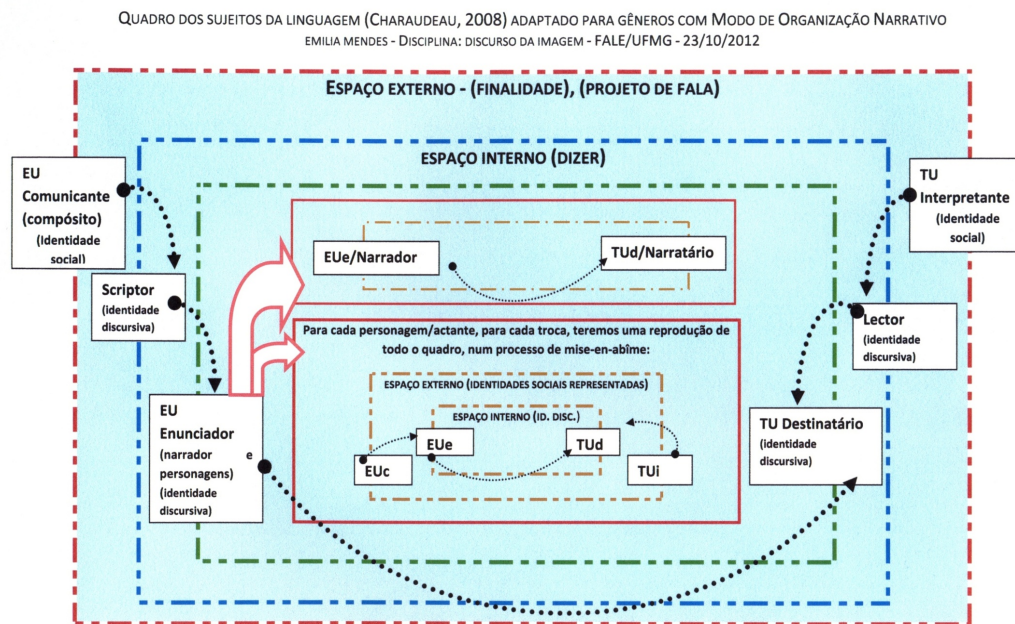 QUADRO DOS SUJEITOS DA LINGUAGEM (CHARAUDEAU, 2008) ADAPTADO PARA GÊNEROS COM MODO DE ORGANIZAÇÃO NARRATIVO
EMILIA MENDES - DISCIPLINA: DISCURSO DA IMAGEM - FALE/UFMG - 23/10/2012
ESPAÇO EXTERNO - (FINALIDADE), (PROJETO DE FALA)
ESPAÇO INTERNO (DIZER)
EU
Comunicante
(compósito)
(Identidade
social)
Scriptor
(identidade
discursiva)
EU
Enunciador
(narrador e
personagens)
(identidade
discursiva)
EUe/Narrador
TUd/Narratário
Para cada personagem/actante, para cada troca, teremos uma reprodução de
todo o quadro, num processo de mise-en-abîme:
ESPAÇO EXTERNO (IDENTIDADES SOCIAIS REPRESENTADAS)
ESPAÇO INTERNO (ID. DISC.)
EUe
TUd
EUc
TUi
TU
Interpretante
(Identidade
social)
Lector
(identidade
discursiva)
TU Destinatário
(identidade
discursiva)